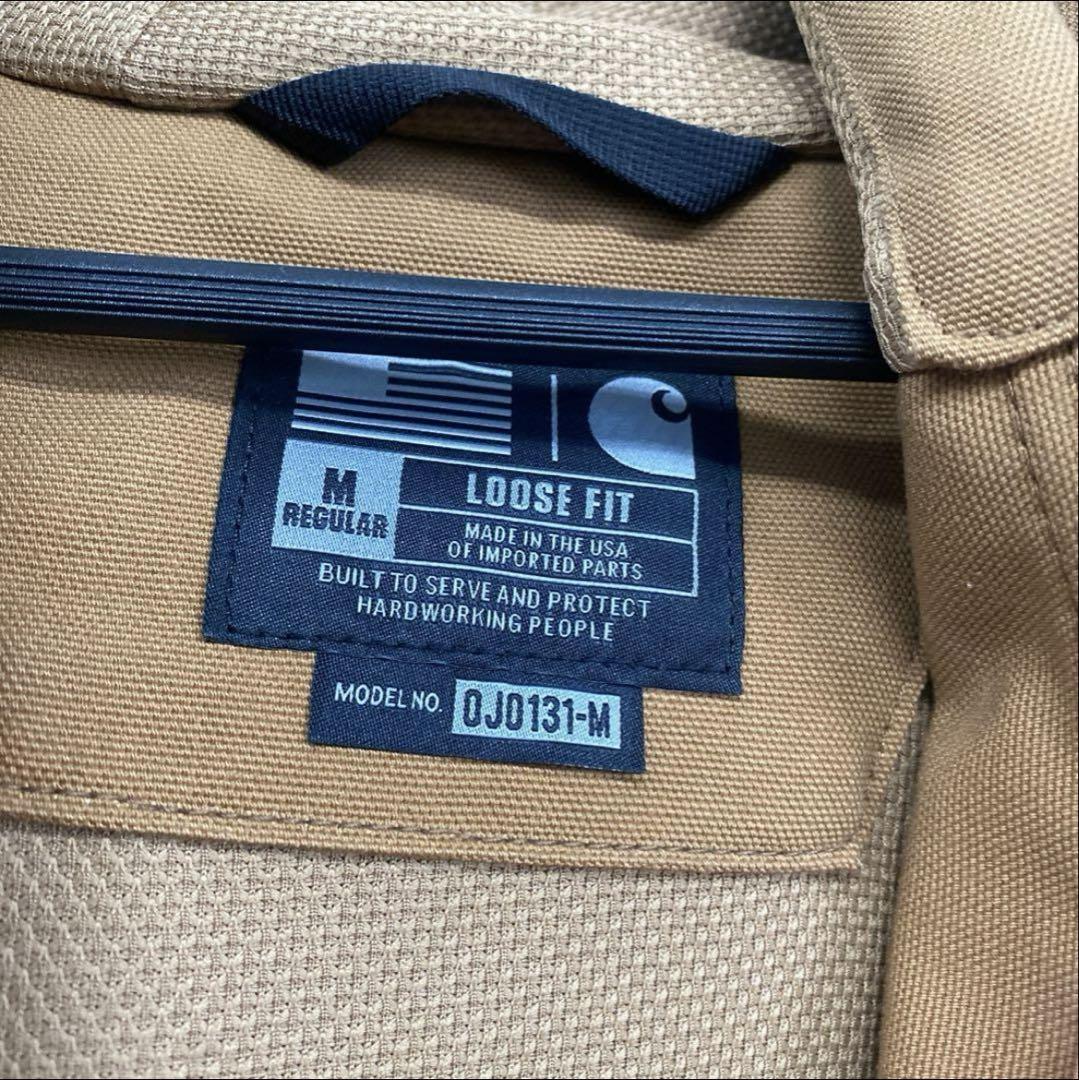 M
REGULAR
LOOSE FIT
MADE IN THE USA
OF IMPORTED PARTS
BUILT TO SERVE AND PROTECT
HARDWORKING PEOPLE
MODEL NO. OJ0131-M